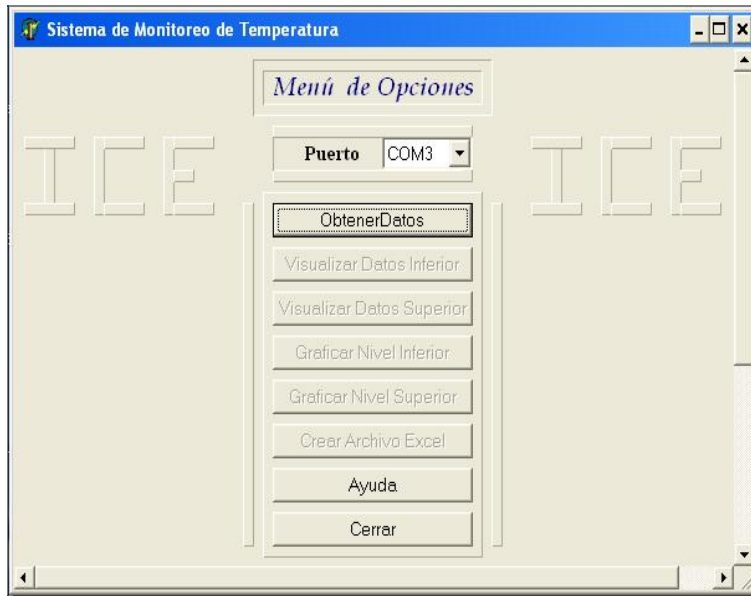 Sistema de Monitoreo de Temperatura
Menú de Opciones
ICE
ICE
Puerto COM3
ObtenerDatos
Visualizar Datos Inferior
Visualizar Datos Superior
Graficar Nivel Inferior
Graficar Nivel Superior
Crear Archivo Excel
Ayuda
Cerrar